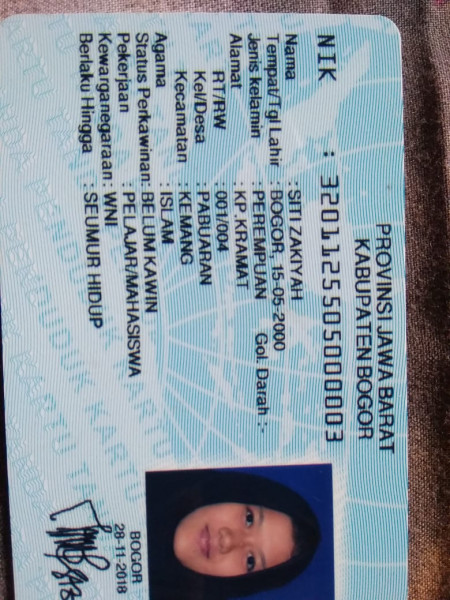 PROVINSI JAWA BARAT
KABUPATEN BOGOR
NIK : 3201125505000003
Nama : SITI ZAKIYAH
Tempat/Tgl Lahir : BOGOR, 15-05-2000
Jenis kelamin : PEREMPUAN Gol. Darah :-
Alamat : KP.KRAMAT
RT/RW : 001/004
Kel/Desa : PABUARAN
Kecamatan : KEMANG
Agama : ISLAM
Status Perkawinan: BELUM KAWIN
Pekerjaan : PELAJAR/MAHASISWA
Kewarganegaraan : WNI
Berlaku Hingga : SEUMUR HIDUP
BOGOR
28-11-2018